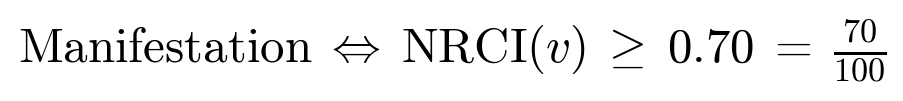 Manifestation ⇔ NRCI(v) ≥ 0.70 = 70/100